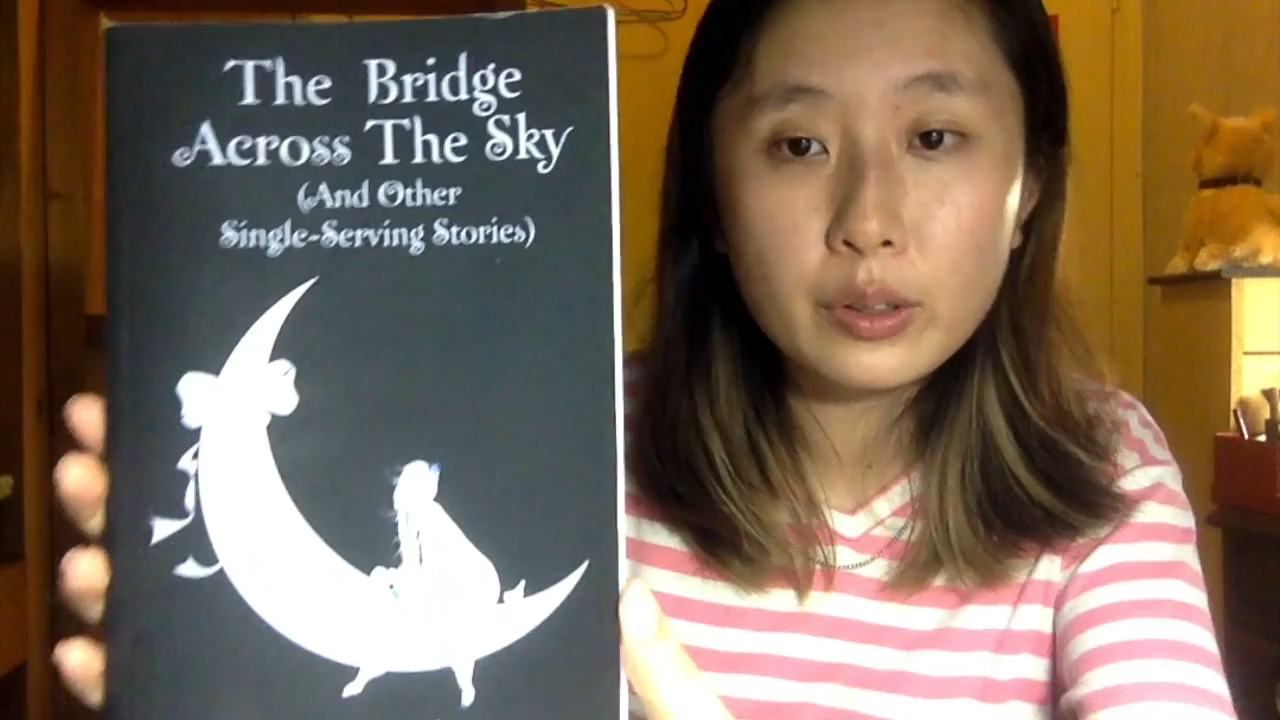 The Bridge
Across The Sky
(And Other
Single-Serving Stories)